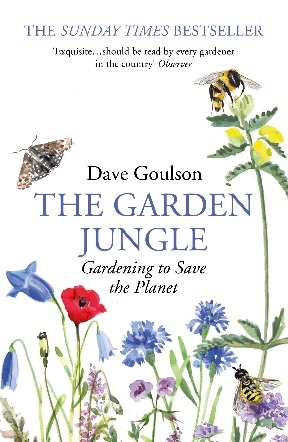 THE SUNDAY TIMES BESTSELLER
‘Exquisite…should be read by every gardener
in the country’ Observer
Dave Goulson
THE GARDEN
JUNGLE
Gardening to Save
the Planet